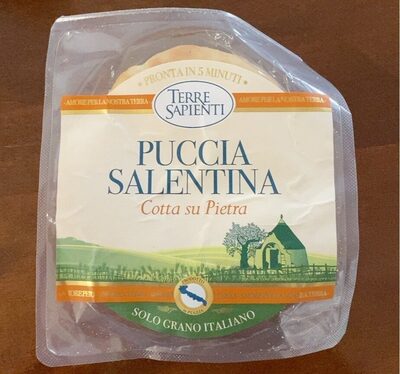 PRONTA IN 5 MINUTI
AMORE PER LA NOSTRA TERRA
TERRE
SAPIENTI
AMORE PER LA NOSTRA TERRA
PUCCIA
SALENTINA
Cotta su Pietra
TERRA
SOLO GRANO ITALIANO